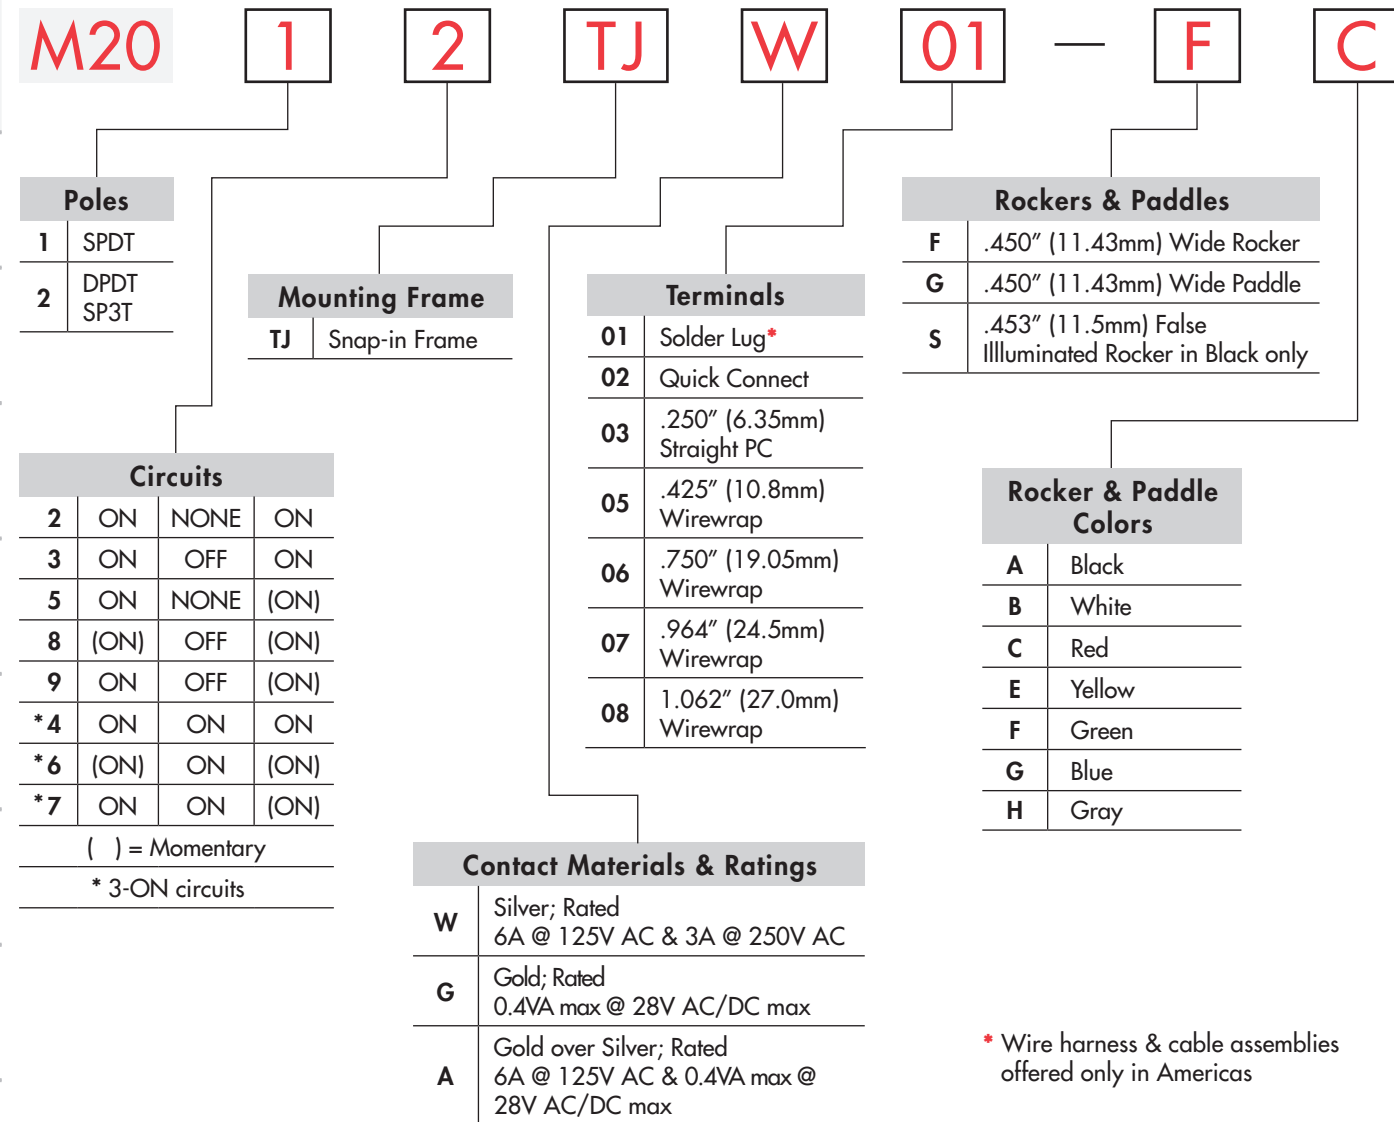 M20 1 2 TJ W 01 — F C
Poles
1 SPDT
2 DPDT
SP3T
Mounting Frame
TJ Snap-in Frame
Terminals
01 Solder Lug*
02 Quick Connect
03 .250" (6.35mm)
Straight PC
05 .425" (10.8mm)
Wirewrap
06 .750" (19.05mm)
Wirewrap
07 .964" (24.5mm)
Wirewrap
08 1.062" (27.0mm)
Wirewrap
Rockers & Paddles
F .450" (11.43mm) Wide Rocker
G .450" (11.43mm) Wide Paddle
S .453" (11.5mm) False
Illluminated Rocker in Black only
Circuits
2 ON NONE ON
3 ON OFF ON
5 ON NONE (ON)
8 (ON) OFF (ON)
9 ON OFF (ON)
*4 ON ON ON
*6 (ON) ON (ON)
*7 ON ON (ON)
( ) = Momentary
* 3-ON circuits
Rocker & Paddle
Colors
A Black
B White
C Red
E Yellow
F Green
G Blue
H Gray
Contact Materials & Ratings
W Silver; Rated
6A @ 125V AC & 3A @ 250V AC
G Gold; Rated
0.4VA max @ 28V AC/DC max
A Gold over Silver; Rated
6A @ 125V AC & 0.4VA max @
28V AC/DC max
* Wire harness & cable assemblies
offered only in Americas